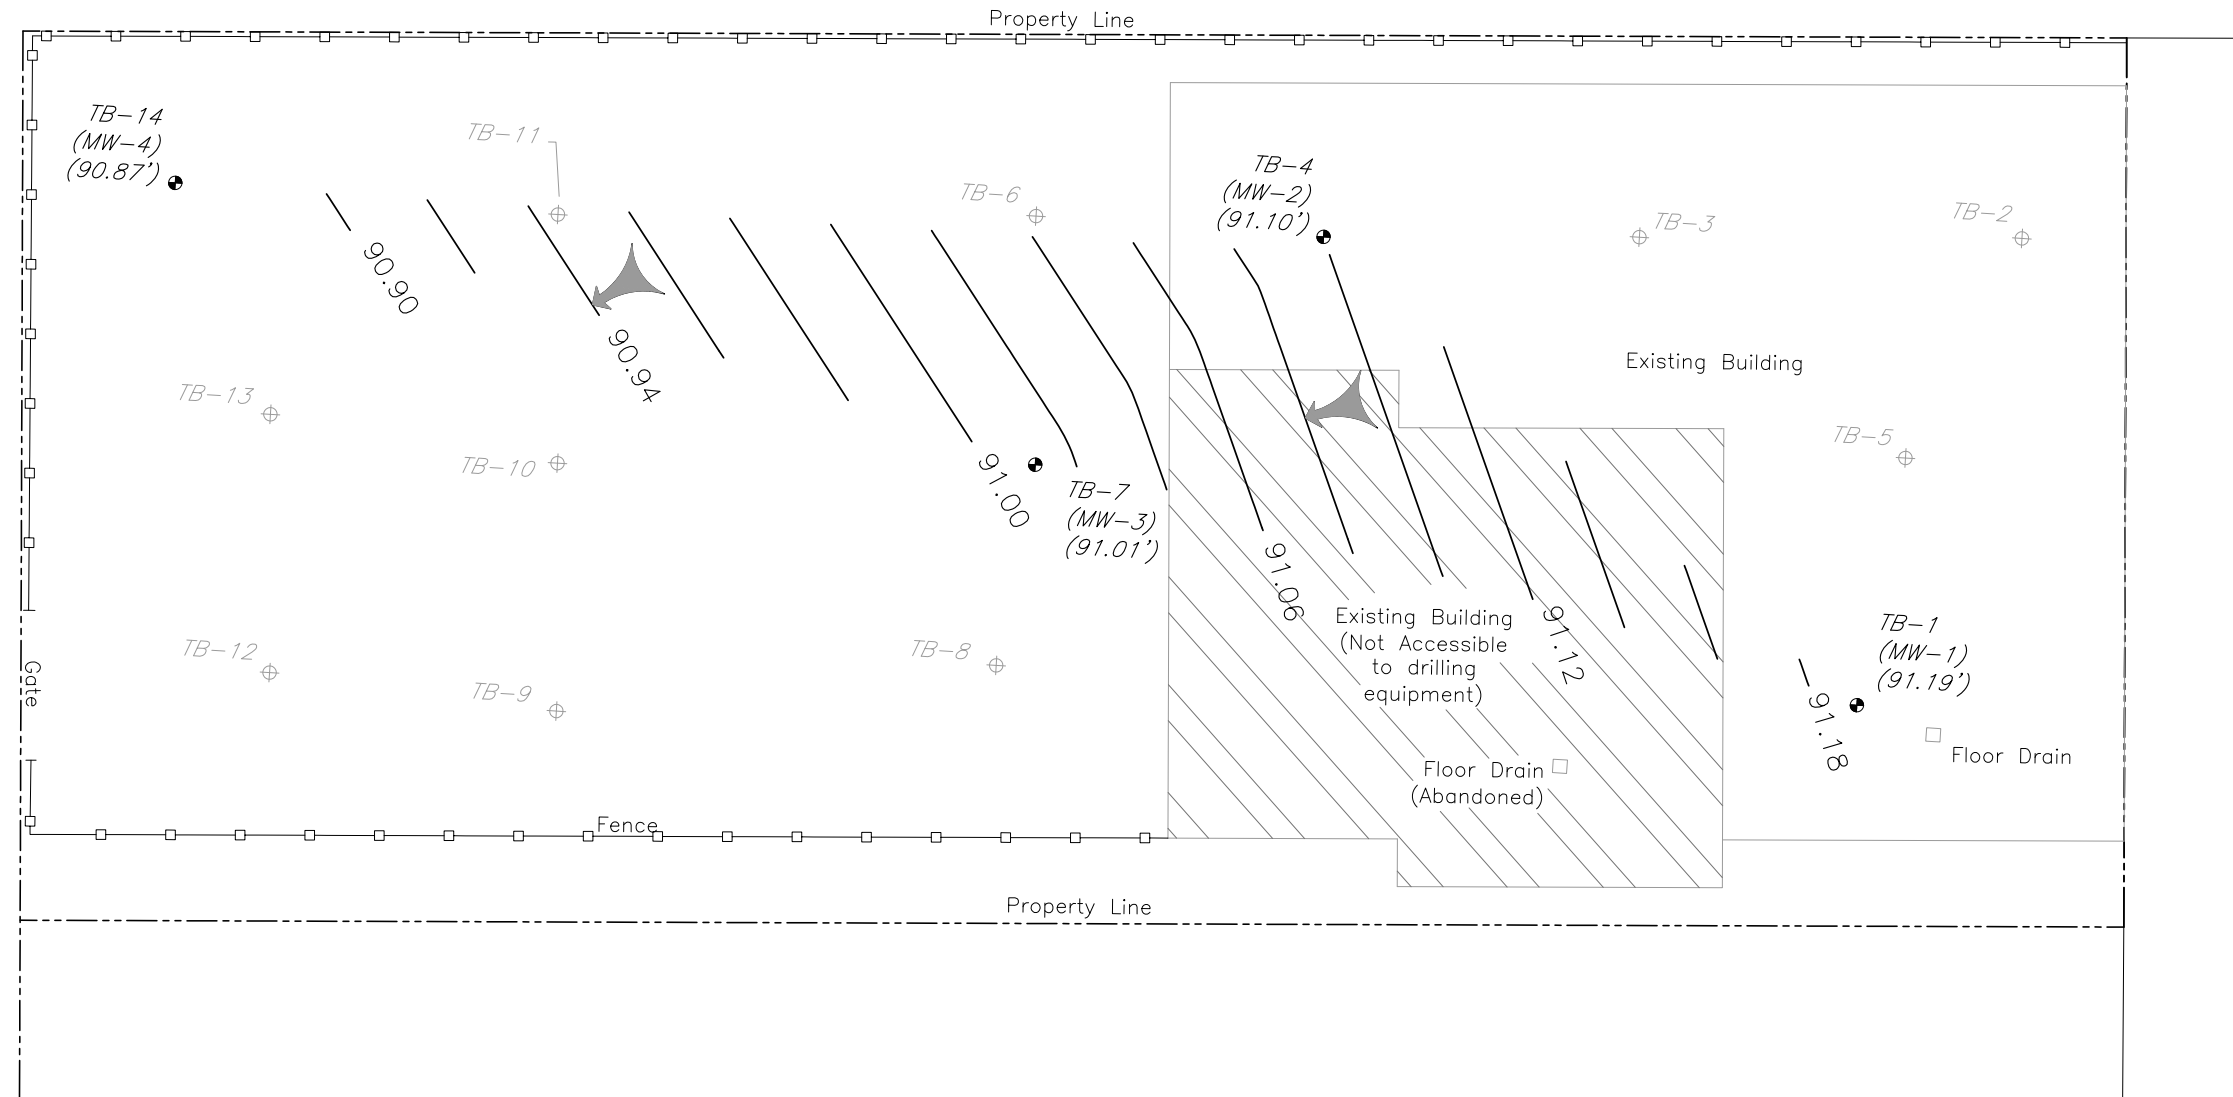 Property Line
TB-14
(MW-4)
(90.87')
TB-11
TB-6
TB-4
(MW-2)
(91.10')
TB-3
TB-2
90.90
90.94
Existing Building
TB-13
TB-10
91.00
TB-7
(MW-3)
(91.01')
TB-5
91.06
Existing Building
(Not Accessible
to drilling
equipment)
91.12
TB-1
(MW-1)
(91.19')
91.18
Gate
TB-12
TB-9
TB-8
Floor Drain
Floor Drain
(Abandoned)
Fence
Property Line